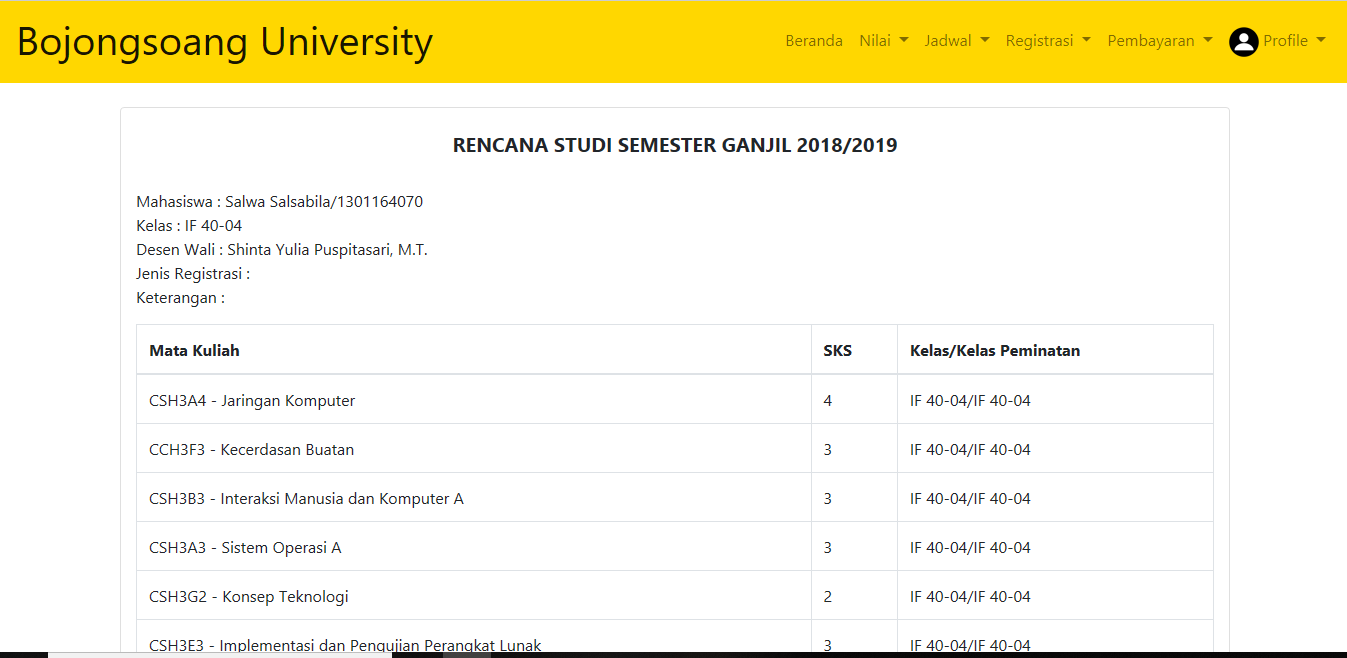 Bojongsoang University
Beranda Nilai Jadwal Registrasi Pembayaran Profile
RENCANA STUDI SEMESTER GANJIL 2018/2019
Mahasiswa : Salwa Salsabila/1301164070
Kelas : IF 40-04
Desen Wali : Shinta Yulia Puspitasari, M.T.
Jenis Registrasi :
Keterangan :
Mata Kuliah SKS Kelas/Kelas Peminatan
CSH3A4 - Jaringan Komputer 4 IF 40-04/IF 40-04
CCH3F3 - Kecerdasan Buatan 3 IF 40-04/IF 40-04
CSH3B3 - Interaksi Manusia dan Komputer A 3 IF 40-04/IF 40-04
CSH3A3 - Sistem Operasi A 3 IF 40-04/IF 40-04
CSH3G2 - Konsep Teknologi 2 IF 40-04/IF 40-04
CSH3E3 - Implementasi dan Pengujian Perangkat Lunak 3 IF 40-04/IF 40-04